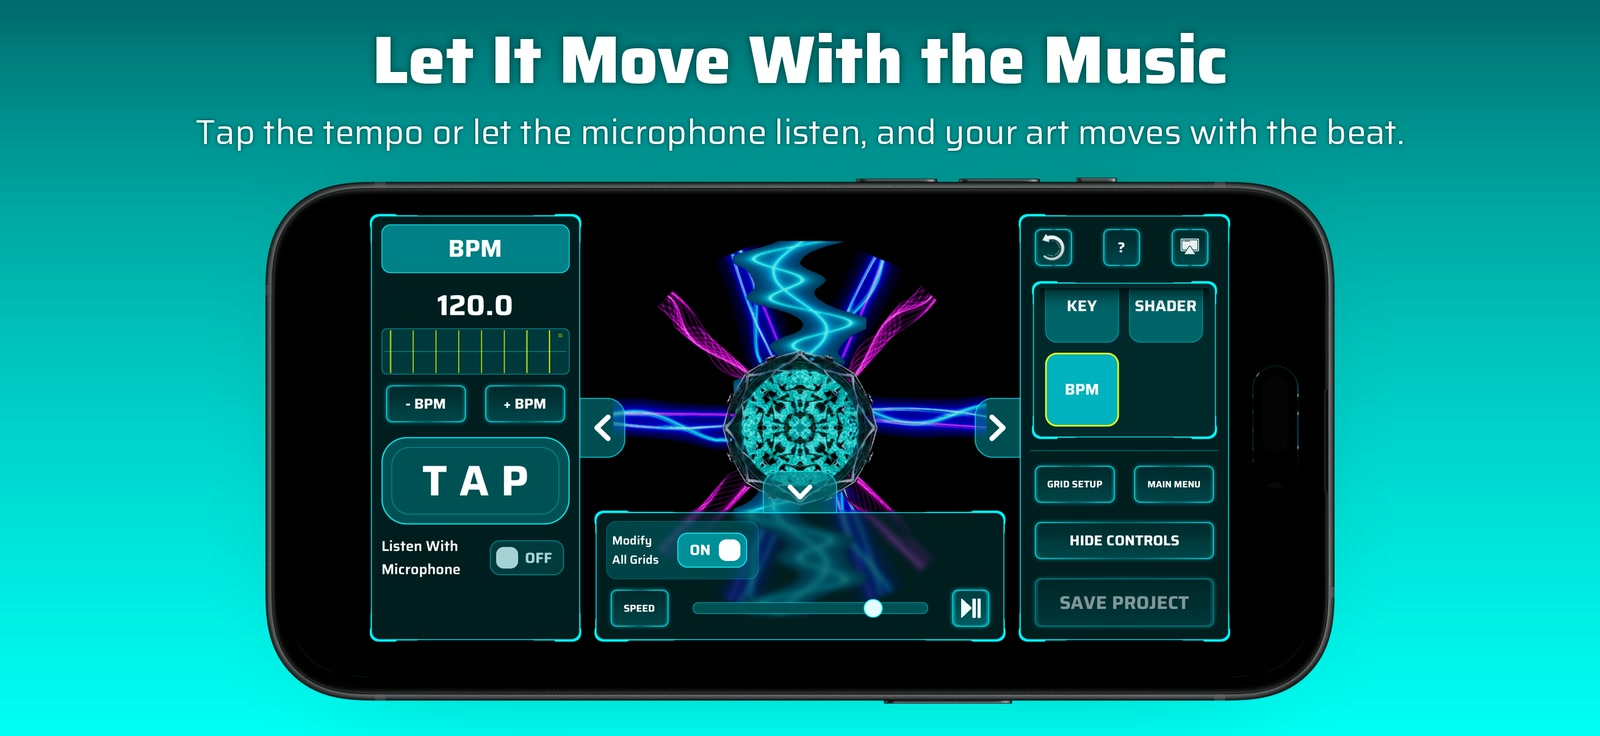 Let It Move With the Music
Tap the tempo or let the microphone listen, and your art moves with the beat.
BPM
120.0
- BPM
+ BPM
TAP
Listen With
Microphone
OFF
Modify
All Grids
ON
SPEED
?
KEY
SHADER
BPM
GRID SETUP
MAIN MENU
HIDE CONTROLS
SAVE PROJECT